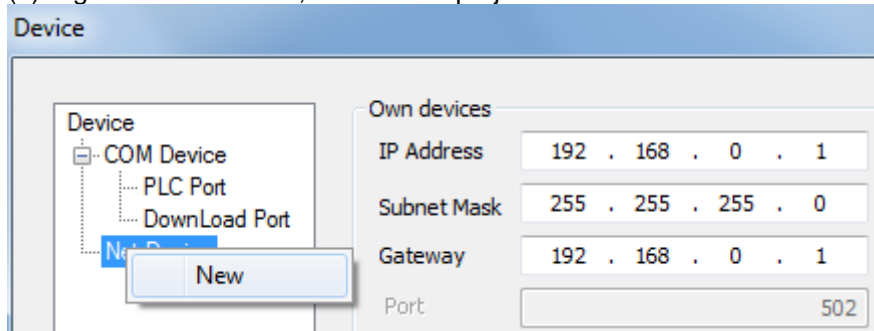 Device
Device
COM Device
PLC Port
DownLoad Port
New
Own devices
IP Address 192 . 168 . 0 . 1
Subnet Mask 255 . 255 . 255 . 0
Gateway 192 . 168 . 0 . 1
Port 502